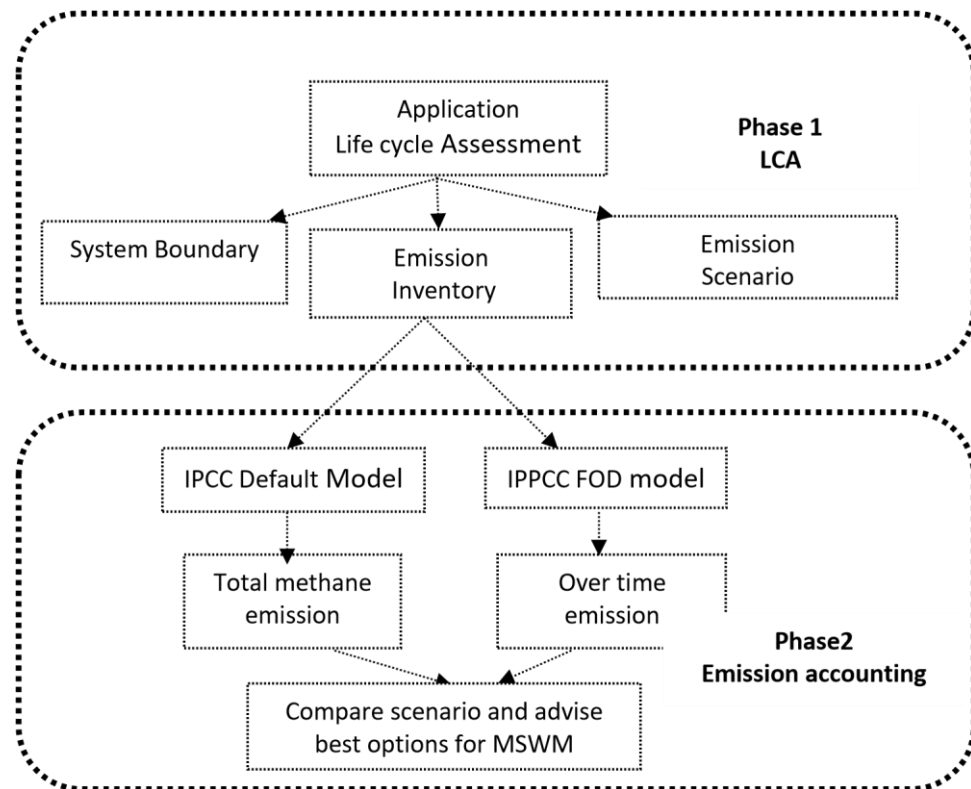 Application
Life cycle Assessment
Phase 1
LCA
System Boundary
Emission
Inventory
Emission
Scenario
IPCC Default Model
IPPCC FOD model
Total methane
emission
Over time
emission
Phase2
Emission accounting
Compare scenario and advise
best options for MSWM